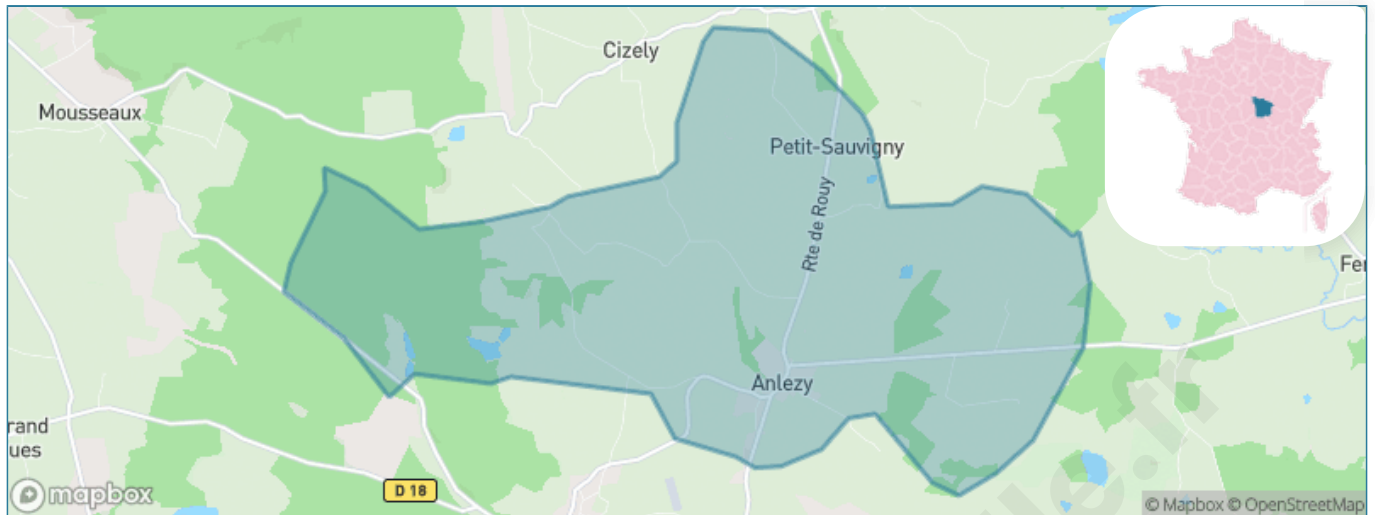 Cizely
Mousseaux
Petit-Sauvigny
Rte de Rouy
Fer
Anlezy
rand
ues
D 18
mapbox
© Mapbox © OpenStreetMap